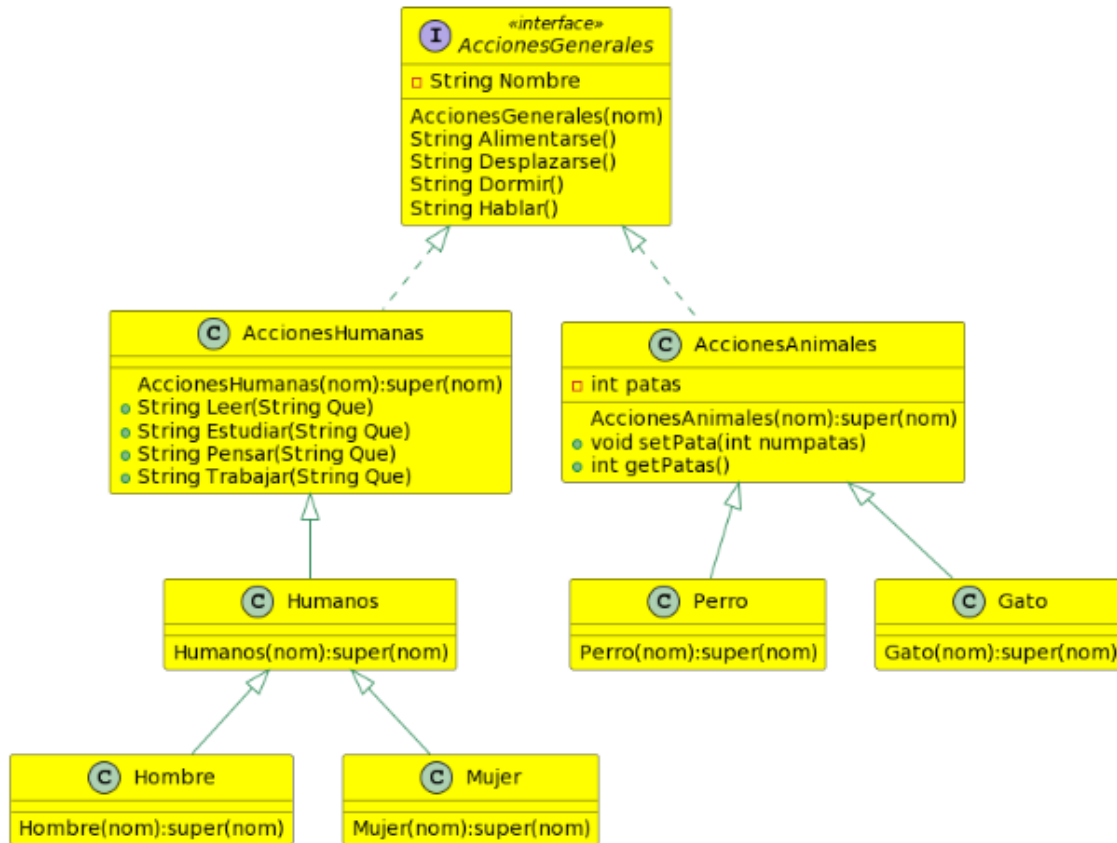 I
«interface»
AccionesGenerales
String Nombre
AccionesGenerales(nom)
String Alimentarse()
String Desplazarse()
String Dormir()
String Hablar()
C AccionesHumanas
AccionesHumanas(nom):super(nom)
String Leer(String Que)
String Estudiar(String Que)
String Pensar(String Que)
String Trabajar(String Que)
C AccionesAnimales
int patas
AccionesAnimales(nom):super(nom)
void setPata(int numpatas)
int getPatas()
C Humanos
Humanos(nom):super(nom)
C Perro
Perro(nom):super(nom)
C Gato
Gato(nom):super(nom)
C Hombre
Hombre(nom):super(nom)
C Mujer
Mujer(nom):super(nom)